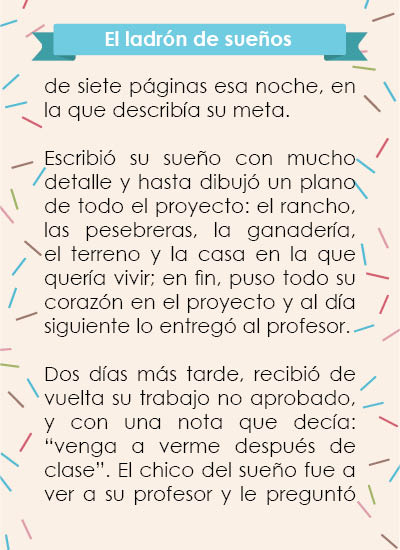 El ladrón de sueños
de siete páginas esa noche, en
la que describía su meta.
Escribió su sueño con mucho
detalle y hasta dibujó un plano
de todo el proyecto: el rancho,
las pesebreras, la ganadería,
el terreno y la casa en la que
quería vivir; en fin, puso todo su
corazón en el proyecto y al día
siguiente lo entregó al profesor.
Dos días más tarde, recibió de
vuelta su trabajo no aprobado,
y con una nota que decía:
“venga a verme después de
clase”. El chico del sueño fue a
ver a su profesor y le preguntó